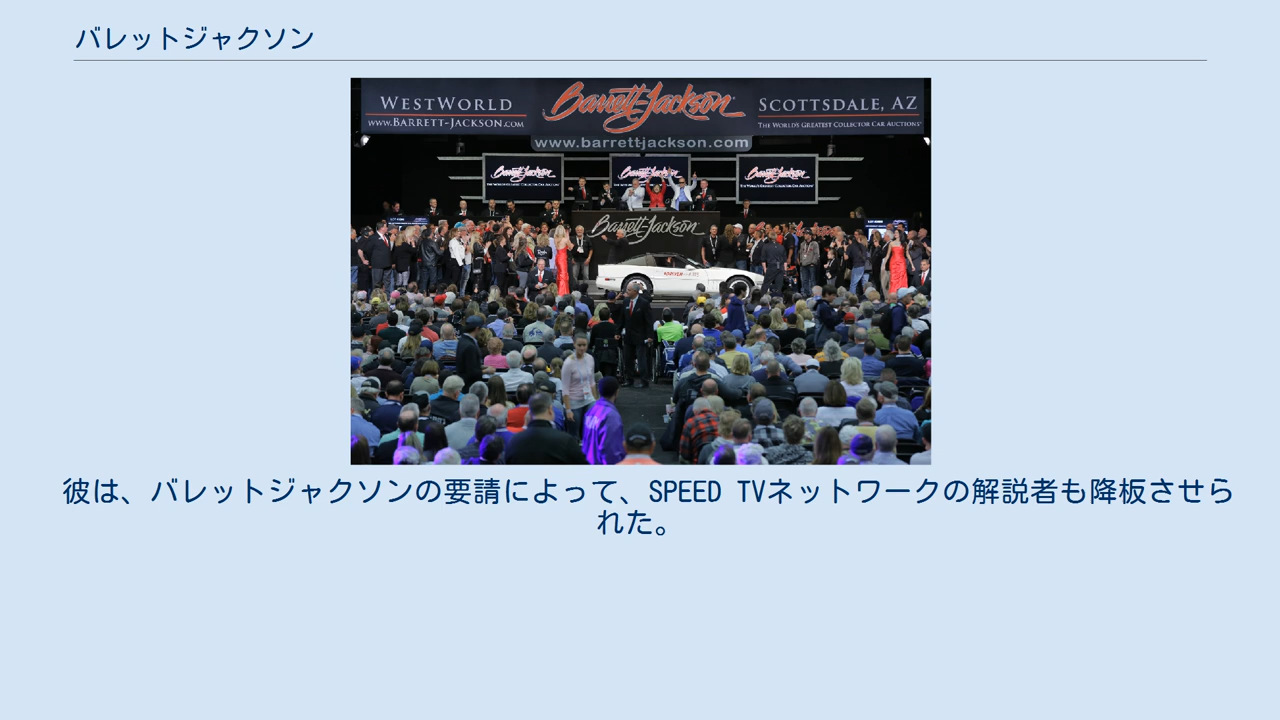 バレットジャクソン
WESTWORLD
WWW.BARRETT-JACKSON.COM
Barrett-Jackson
SCOTTSDALE, AZ
THE WORLD'S GREATEST COLLECTOR CAR AUCTIONS
www.barrett-jackson.com
Barrett-Jackson
Barrett-Jackson
Barrett-Jackson
Barrett-Jackson
彼は、バレットジャクソンの要請によって、SPEED TVネットワークの解説者も降板させら
れた。